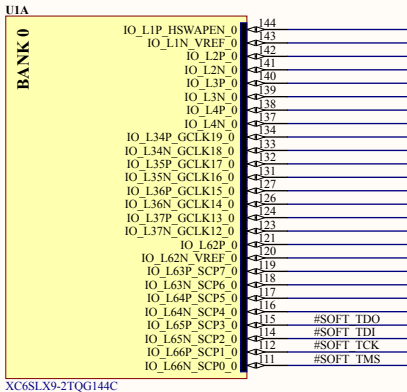 U1A
BANK 0
IO_L1P_HSWAPEN_0 144
IO_L1N_VREF_0 143
IO_L2P_0 142
IO_L2N_0 141
IO_L3P_0 140
IO_L3N_0 139
IO_L4P_0 138
IO_L4N_0 137
IO_L34P_GCLK19_0 134
IO_L34N_GCLK18_0 133
IO_L35P_GCLK17_0 132
IO_L35N_GCLK16_0 131
IO_L36P_GCLK15_0 127
IO_L36N_GCLK14_0 126
IO_L37P_GCLK13_0 124
IO_L37N_GCLK12_0 123
IO_L62P_0 121
IO_L62N_VREF_0 120
IO_L63P_SCP7_0 119
IO_L63N_SCP6_0 118
IO_L64P_SCP5_0 117
IO_L64N_SCP4_0 116
IO_L65P_SCP3_0 115 #SOFT_TDO
IO_L65N_SCP2_0 114 #SOFT_TDI
IO_L66P_SCP1_0 112 #SOFT_TCK
IO_L66N_SCP0_0 111 #SOFT_TMS
XC6SLX9-2TQG144C